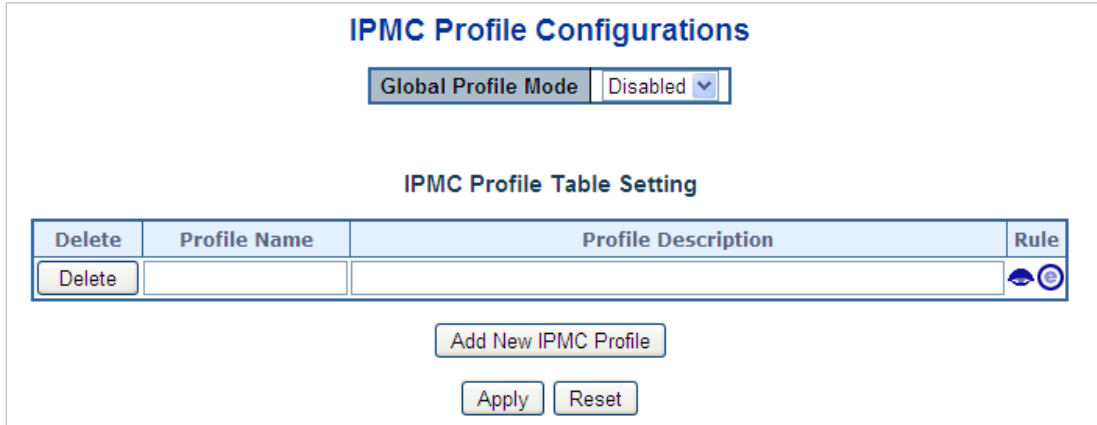 IPMC Profile Configurations
Global Profile Mode Disabled
IPMC Profile Table Setting
Delete Profile Name Profile Description Rule
Delete e
Add New IPMC Profile
Apply Reset